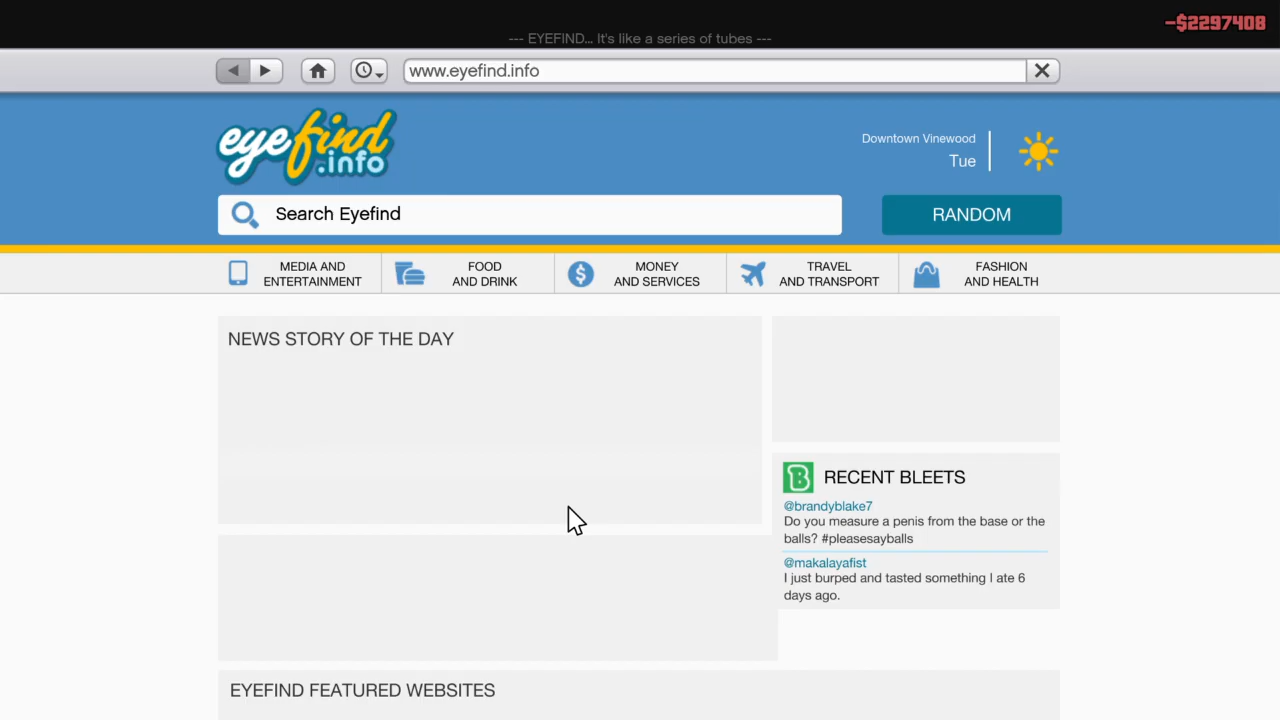 -$2297408
--- EYEFIND... It's like a series of tubes ---
www.eyefind.info
eyefind
.info
Downtown Vinewood
Tue
Search Eyefind
RANDOM
MEDIA AND
ENTERTAINMENT
FOOD
AND DRINK
MONEY
AND SERVICES
TRAVEL
AND TRANSPORT
FASHION
AND HEALTH
NEWS STORY OF THE DAY
B RECENT BLEETS
@brandyblake7
Do you measure a penis from the base or the
balls? #pleasesayballs
@makalayafist
I just burped and tasted something I ate 6
days ago.
EYEFIND FEATURED WEBSITES